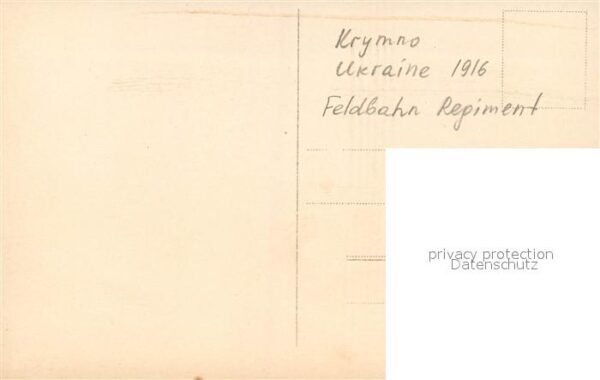 Krymno
Ukraine 1916
Feldbahn Regiment
privacy protection
Datenschutz